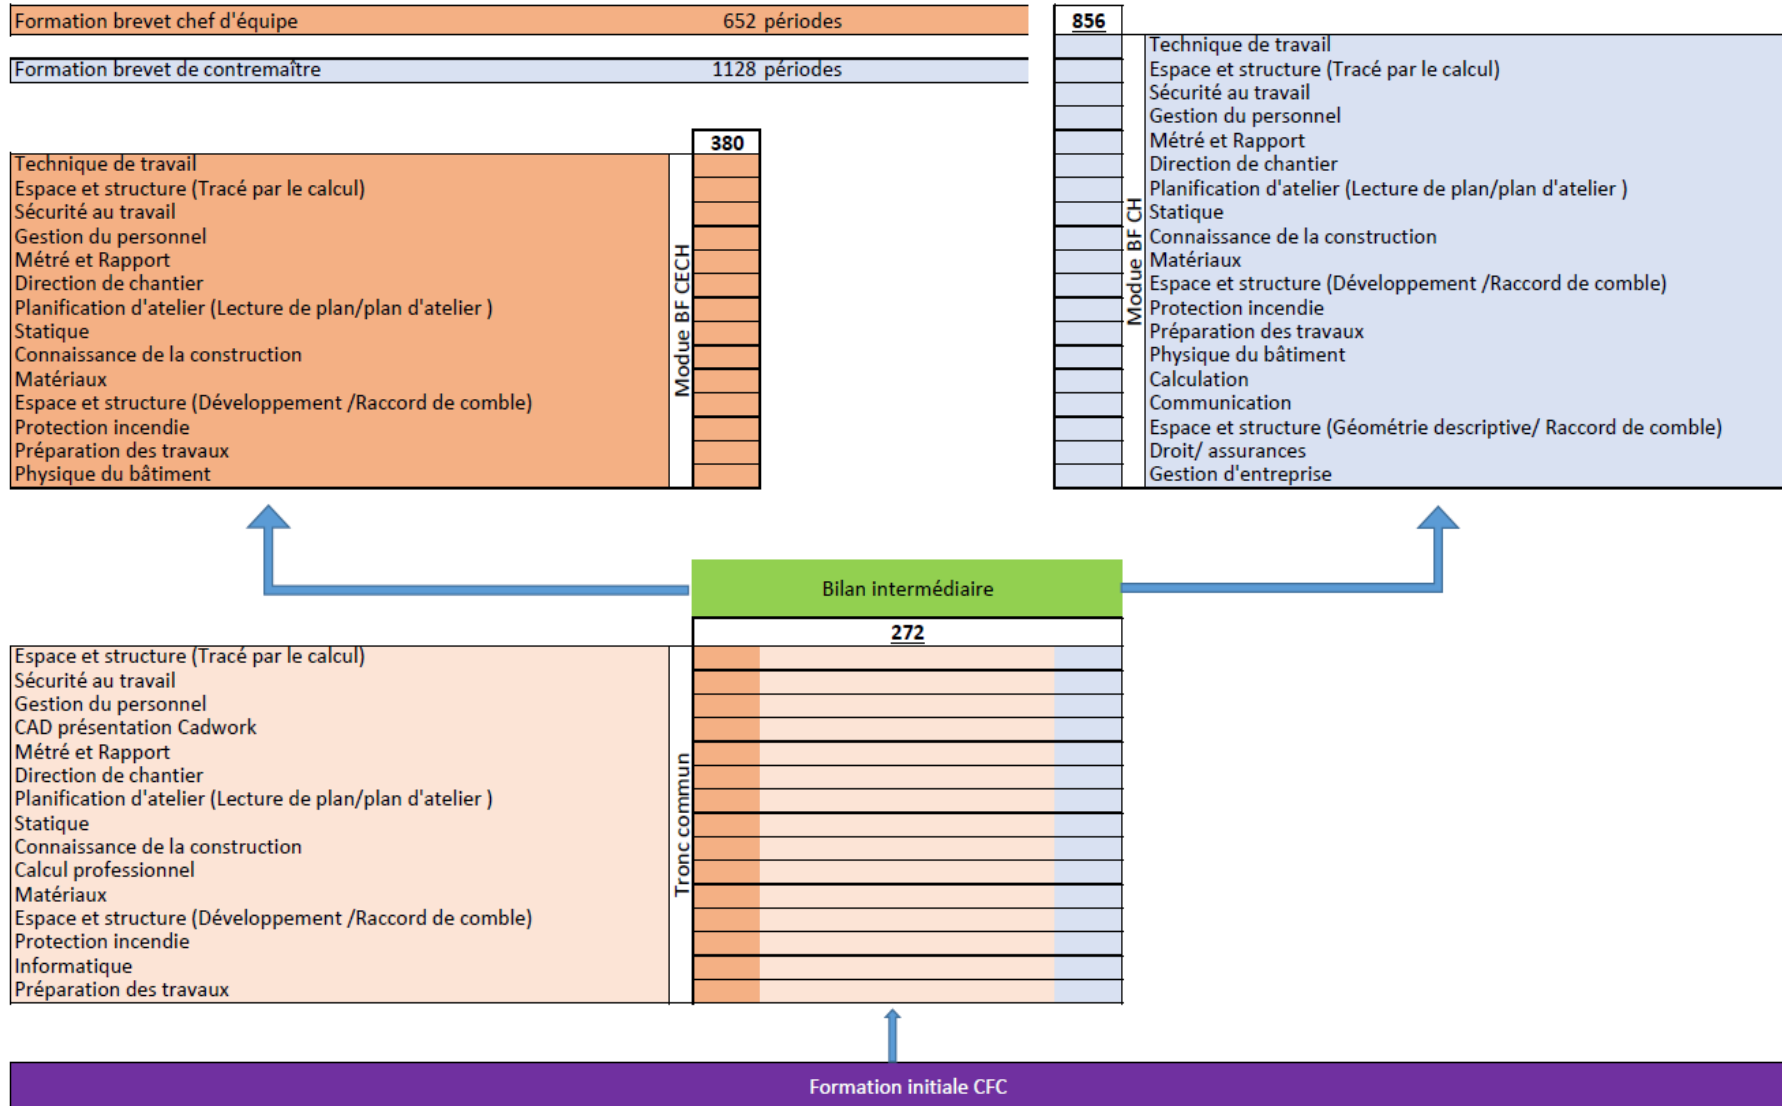 Formation brevet chef d'équipe 652 périodes
Formation brevet de contremaître 1128 périodes
856
Technique de travail
Espace et structure (Tracé par le calcul)
Sécurité au travail
Gestion du personnel
Métré et Rapport
Direction de chantier
Planification d'atelier (Lecture de plan/plan d'atelier )
Statique
Connaissance de la construction
Matériaux
Espace et structure (Développement /Raccord de comble)
Protection incendie
Préparation des travaux
Physique du bâtiment
Calculation
Communication
Espace et structure (Géométrie descriptive/ Raccord de comble)
Droit/ assurances
Gestion d'entreprise
Modue BF CH
380
Technique de travail
Espace et structure (Tracé par le calcul)
Sécurité au travail
Gestion du personnel
Métré et Rapport
Direction de chantier
Planification d'atelier (Lecture de plan/plan d'atelier )
Statique
Connaissance de la construction
Matériaux
Espace et structure (Développement /Raccord de comble)
Protection incendie
Préparation des travaux
Physique du bâtiment
Modue BF CECH
Bilan intermédiaire
272
Espace et structure (Tracé par le calcul)
Sécurité au travail
Gestion du personnel
CAD présentation Cadwork
Métré et Rapport
Direction de chantier
Planification d'atelier (Lecture de plan/plan d'atelier )
Statique
Connaissance de la construction
Calcul professionnel
Matériaux
Espace et structure (Développement /Raccord de comble)
Protection incendie
Informatique
Préparation des travaux
Tronc commun
Formation initiale CFC